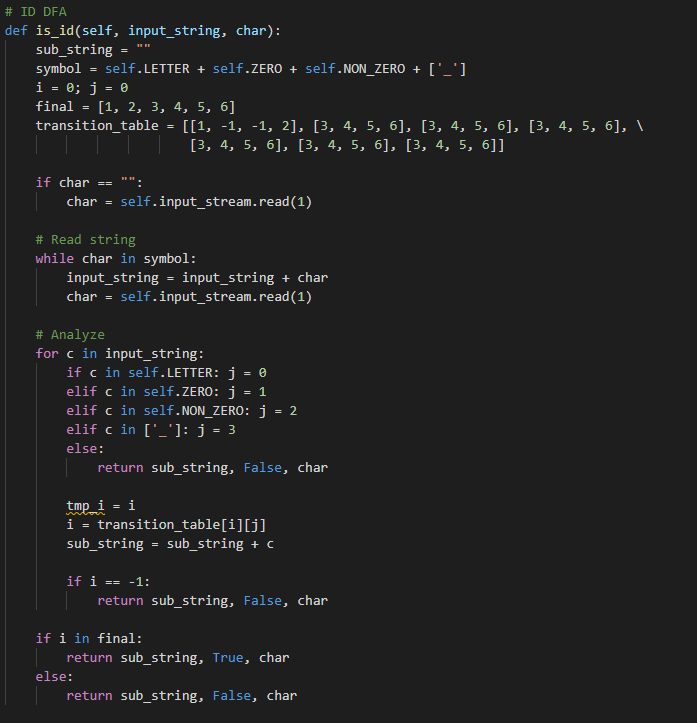 # ID DFA
def is_id(self, input_string, char):
    sub_string = ""
    symbol = self.LETTER + self.ZERO + self.NON_ZERO + ['_']
    i = 0; j = 0
    final = [1, 2, 3, 4, 5, 6]
    transition_table = [[1, -1, -1, 2], [3, 4, 5, 6], [3, 4, 5, 6], [3, 4, 5, 6], \
                        [3, 4, 5, 6], [3, 4, 5, 6], [3, 4, 5, 6]]

    if char == "":
        char = self.input_stream.read(1)

    # Read string
    while char in symbol:
        input_string = input_string + char
        char = self.input_stream.read(1)

    # Analyze
    for c in input_string:
        if c in self.LETTER: j = 0
        elif c in self.ZERO: j = 1
        elif c in self.NON_ZERO: j = 2
        elif c in ['_']: j = 3
        else:
            return sub_string, False, char

        tmp_i = i
        i = transition_table[i][j]
        sub_string = sub_string + c

        if i == -1:
            return sub_string, False, char

    if i in final:
        return sub_string, True, char
    else:
        return sub_string, False, char